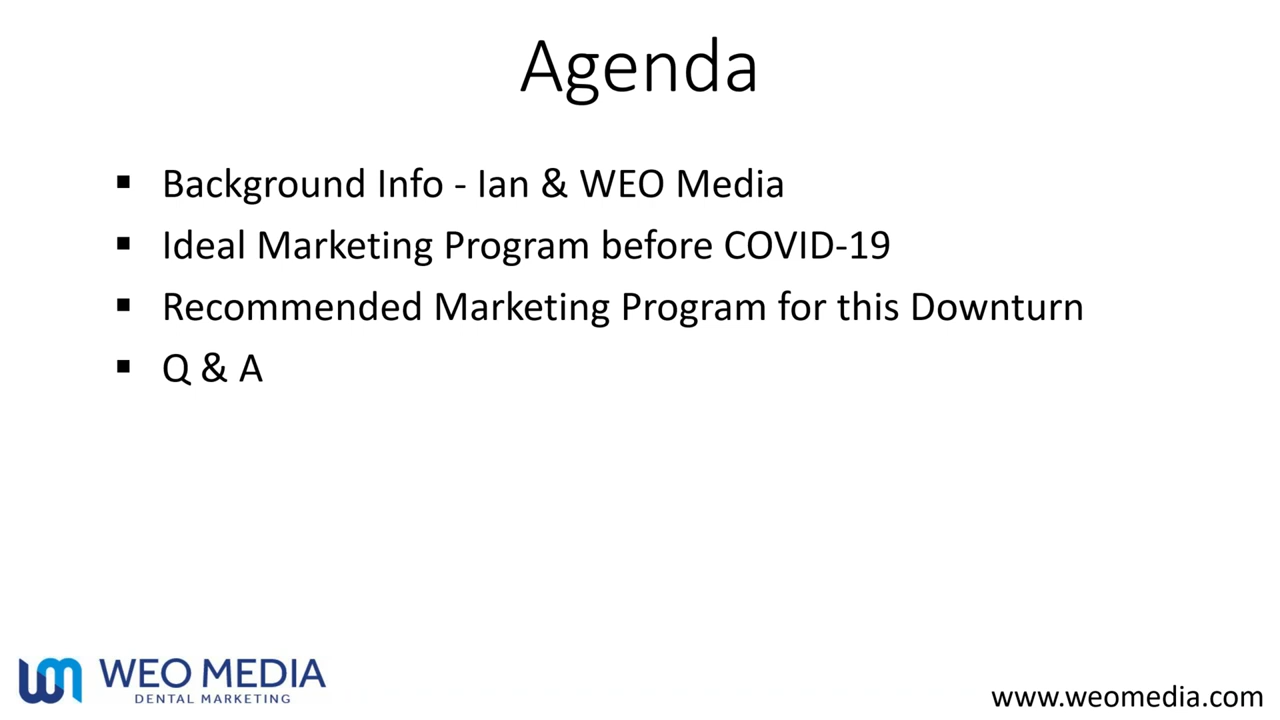 Agenda
▪ Background Info - Ian & WEO Media
▪ Ideal Marketing Program before COVID-19
▪ Recommended Marketing Program for this Downturn
▪ Q & A
WEO MEDIA
DENTAL MARKETING
www.weomedia.com